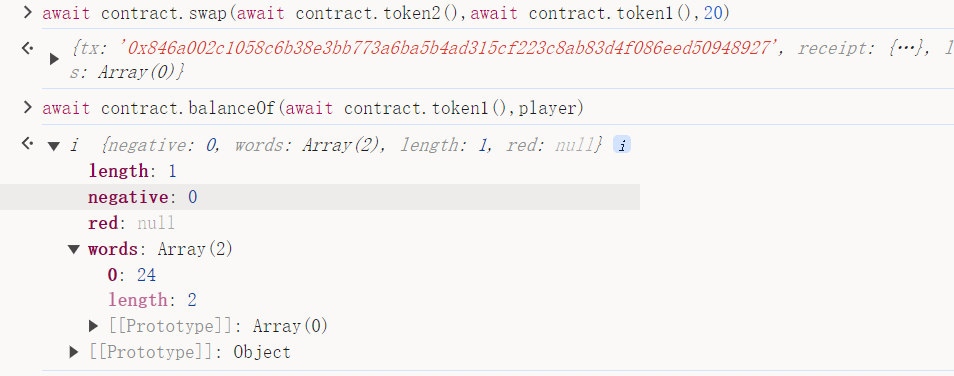 > await contract.swap(await contract.token2(),await contract.token1(),20)
{tx: '0x846a002c1058c6b38e3bb773a6ba5b4ad315cf223c8ab83d4f086eed50948927', receipt: {…}, l
s: Array(0)}
> await contract.balanceOf(await contract.token1(),player)
i {negative: 0, words: Array(2), length: 1, red: null} i
length: 1
negative: 0
red: null
words: Array(2)
0: 24
length: 2
[[Prototype]]: Array(0)
[[Prototype]]: Object